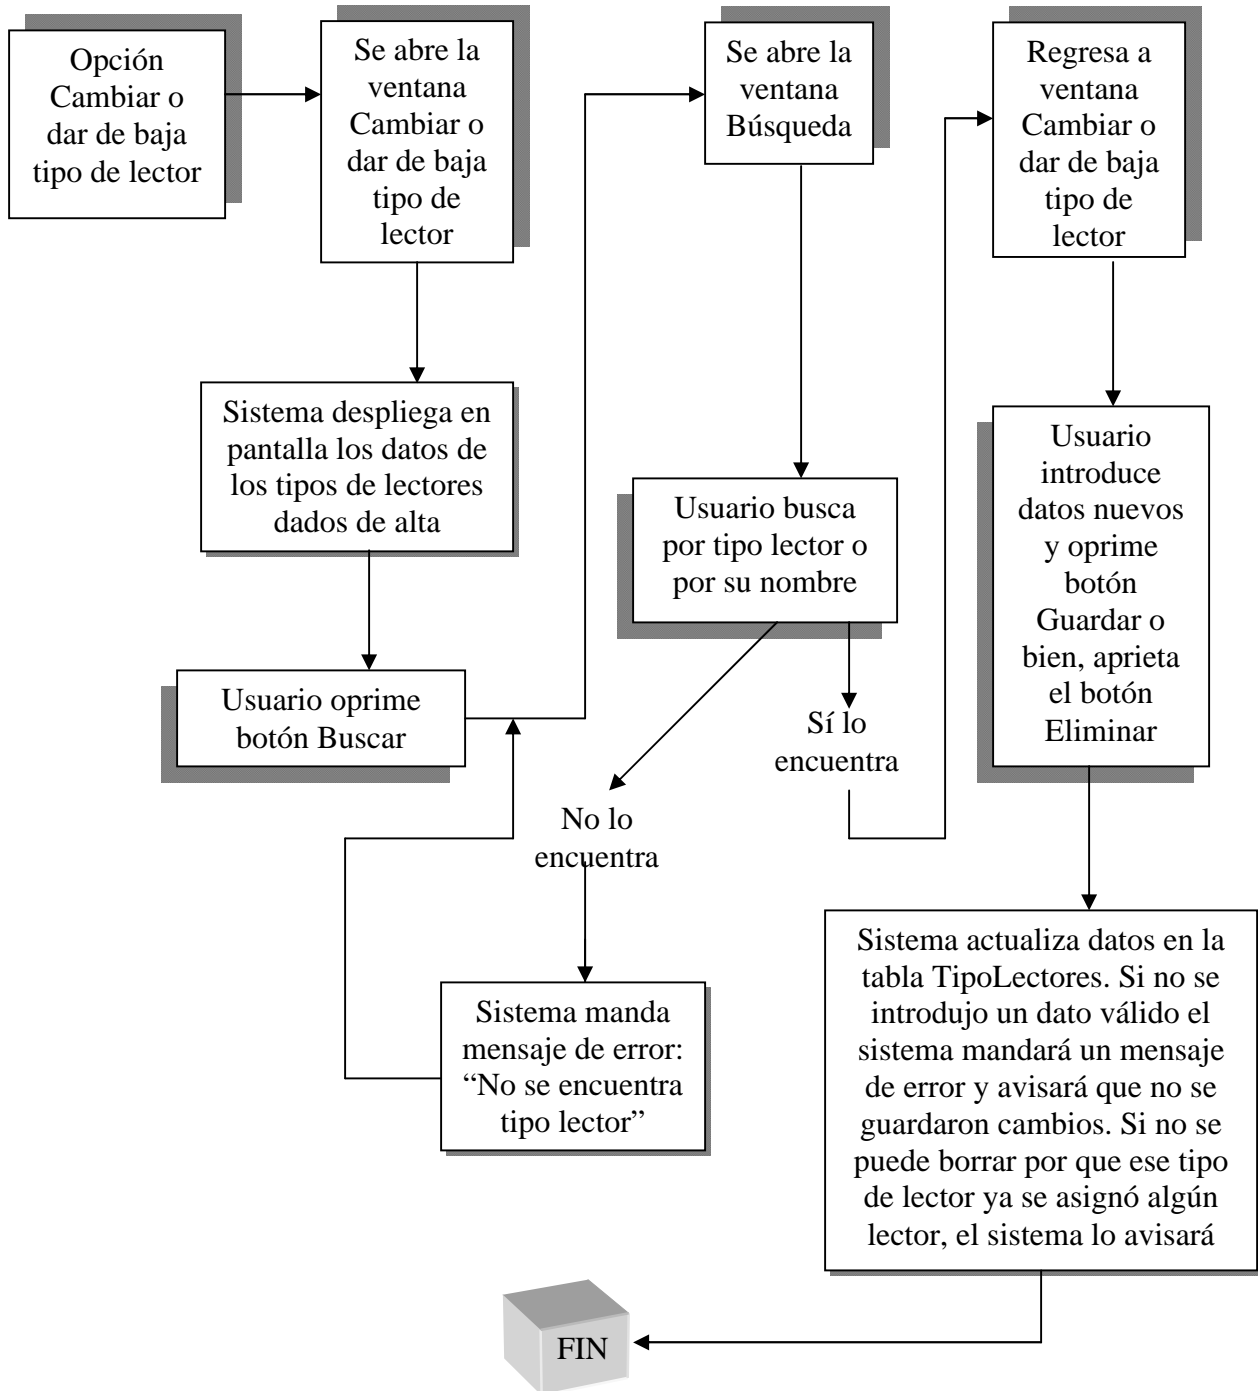 Opción
Cambiar o
dar de baja
tipo de lector
Se abre la
ventana
Cambiar o
dar de baja
tipo de
lector
Sistema despliega en
pantalla los datos de
los tipos de lectores
dados de alta
Usuario oprime
botón Buscar
Se abre la
ventana
Búsqueda
Usuario busca
por tipo lector o
por su nombre
No lo
encuentra
Sistema manda
mensaje de error:
“No se encuentra
tipo lector”
Sí lo
encuentra
Regresa a
ventana
Cambiar o
dar de baja
tipo de
lector
Usuario
introduce
datos nuevos
y oprime
botón
Guardar o
bien, aprieta
el botón
Eliminar
Sistema actualiza datos en la
tabla TipoLectores. Si no se
introdujo un dato válido el
sistema mandará un mensaje
de error y avisará que no se
guardaron cambios. Si no se
puede borrar por que ese tipo
de lector ya se asignó algún
lector, el sistema lo avisará
FIN